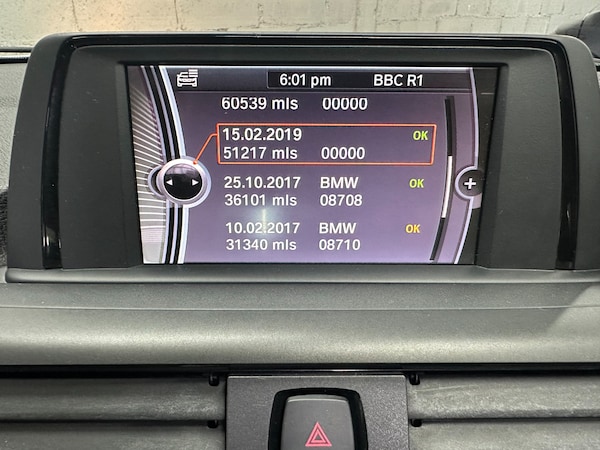 6:01 pm BBC R1
60539 mls 00000
15.02.2019 OK
51217 mls 00000
25.10.2017 BMW OK
36101 mls 08708
10.02.2017 BMW OK
31340 mls 08710